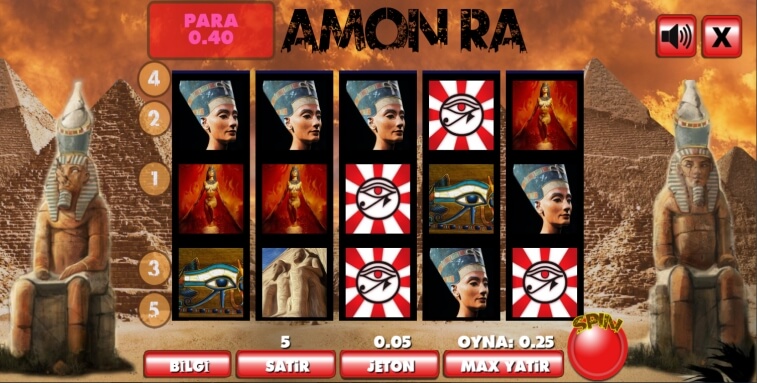 PARA
0.40
AMON RA
X
4
2
1
3
5
5
0.05
OYNA: 0.25
BİLGİ
SATIR
JETON
MAX YATIR
SPIN